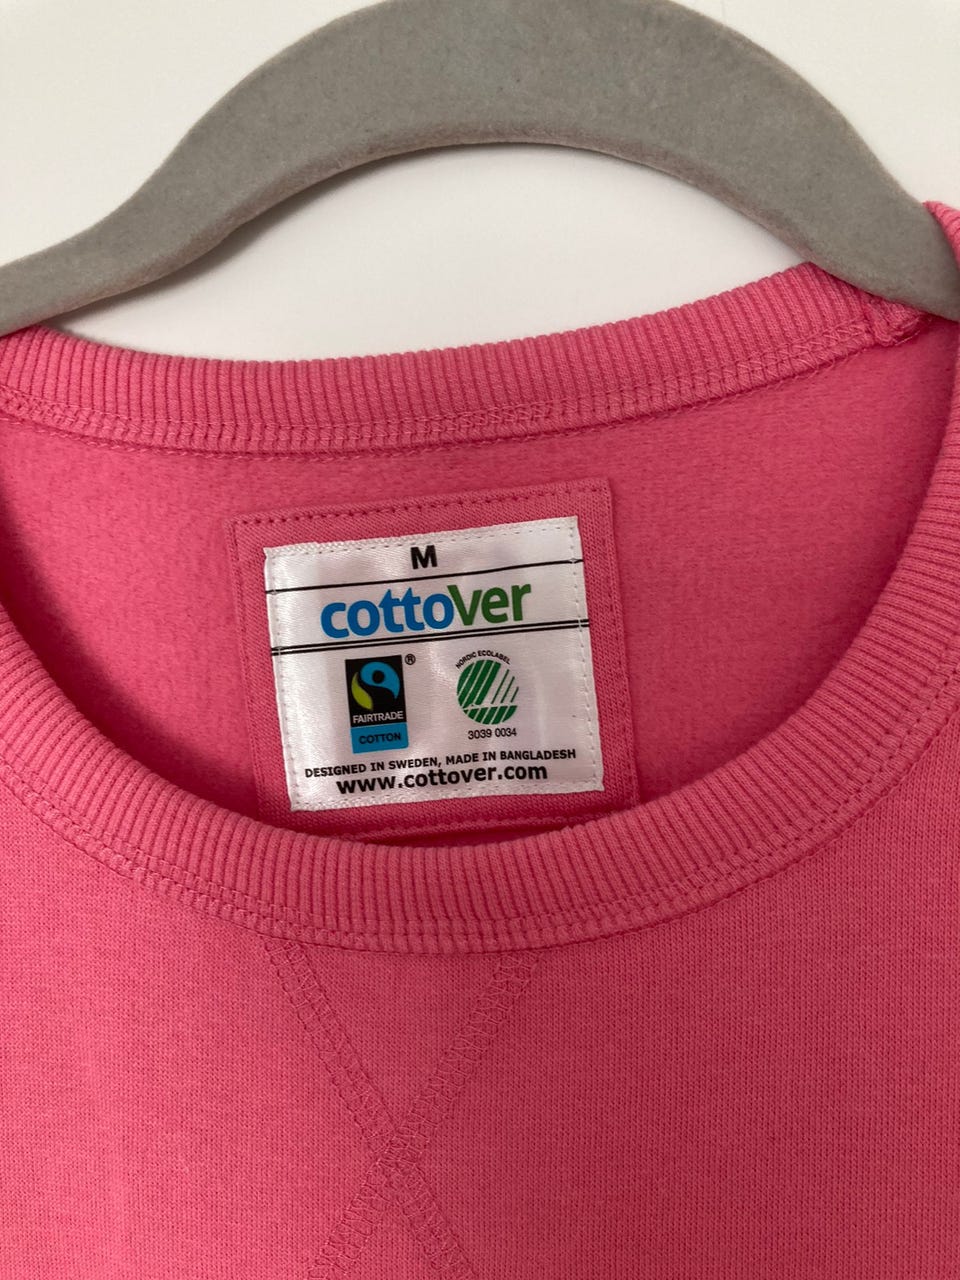 M
cottover
®
FAIRTRADE
COTTON
NORDIC ECOLABEL
3039 0034
DESIGNED IN SWEDEN, MADE IN BANGLADESH
www.cottover.com